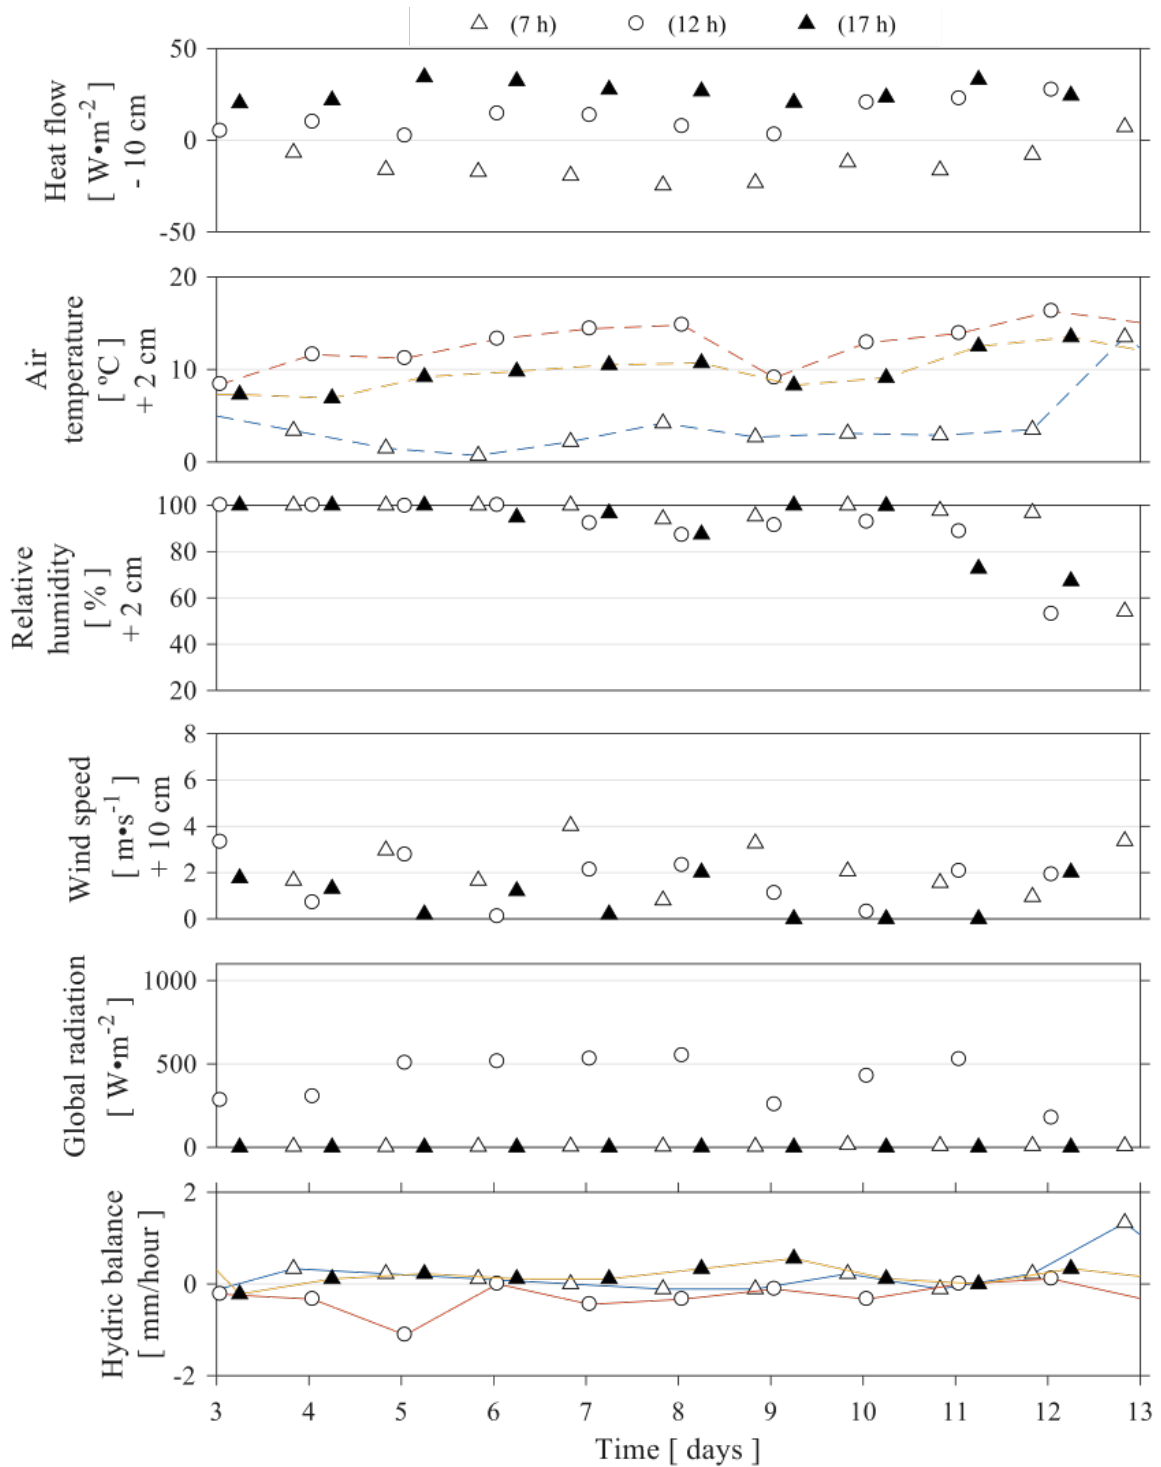 (7 h) (12 h) (17 h)
Heat flow
[ W•m-2 ]
- 10 cm
50
0
-50
Air
temperature
[ ºC ]
+ 2 cm
20
10
0
Relative
humidity
[ % ]
+ 2 cm
100
80
60
40
20
Wind speed
[ m•s-1 ]
+ 10 cm
8
6
4
2
0
Global radiation
[ W•m-2 ]
1000
500
0
Hydric balance
[ mm/hour ]
2
0
-2
3 4 5 6 7 8 9 10 11 12 13
Time [ days ]